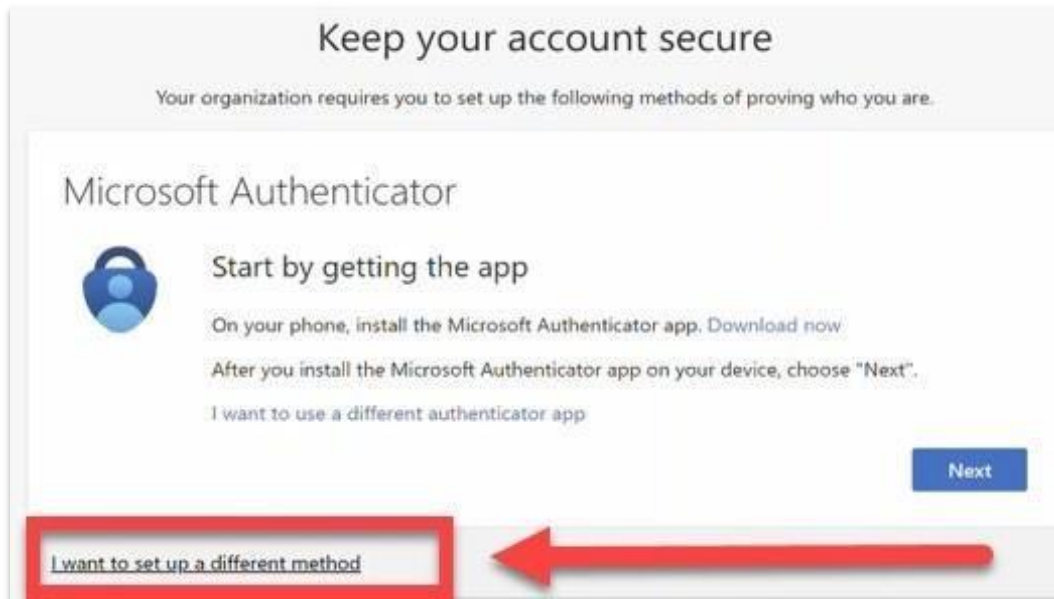 Keep your account secure
Your organization requires you to set up the following methods of proving who you are.
Microsoft Authenticator
Start by getting the app
On your phone, install the Microsoft Authenticator app. Download now
After you install the Microsoft Authenticator app on your device, choose "Next".
I want to use a different authenticator app
Next
I want to set up a different method